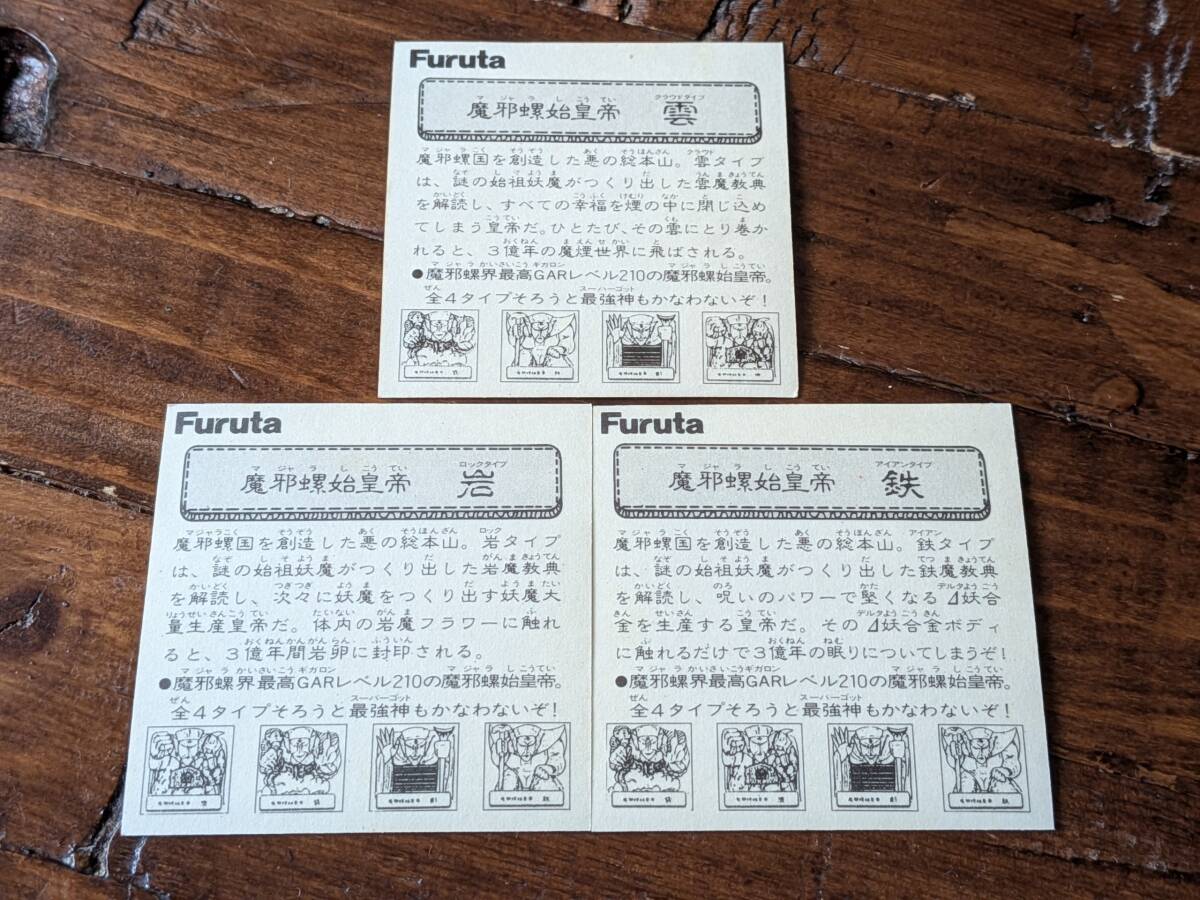 Furuta
魔邪螺始皇帝 雲
魔邪螺国を創造した悪の総本山。雲タイプ
は、謎の始祖妖魔がつくり出した雲魔教典
を解読し、すべての幸福を煙の中に閉じ込め
てしまう皇帝だ。ひとたび、その雲にとり巻か
れると、3億年の魔煙世界に飛ばされる。
●魔邪螺界最高GARレベル210の魔邪螺始皇帝。
全4タイプそろうと最強神もかなわないぞ!
Furuta
魔邪螺始皇帝 岩
魔邪螺国を創造した悪の総本山。岩タイプ
は、謎の始祖妖魔がつくり出した岩魔教典
を解読し、次々に妖魔をつくり出す妖魔大
量生産皇帝だ。体内の岩魔フラワーに触れ
ると、3億年間岩卵に封印される。
●魔邪螺界最高GARレベル210の魔邪螺始皇帝。
全4タイプそろうと最強神もかなわないぞ!
Furuta
魔邪螺始皇帝 鉄
魔邪螺国を創造した悪の総本山。鉄タイプ
は、謎の始祖妖魔がつくり出した鉄魔教典
を解読し、呪いのパワーで堅くなる⊿妖合
金を生産する皇帝だ。その⊿妖合金ボディ
に触れるだけで3億年の眠りについてしまうぞ!
●魔邪螺界最高GARレベル210の魔邪螺始皇帝。
全4タイプそろうと最強神もかなわないぞ!